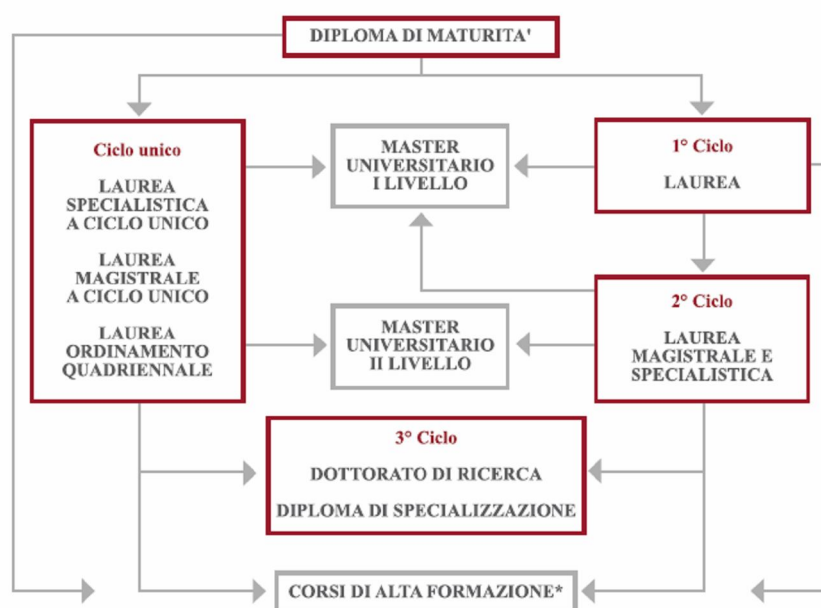 DIPLOMA DI MATURITA'
Ciclo unico
LAUREA
SPECIALISTICA
A CICLO UNICO
LAUREA
MAGISTRALE
A CICLO UNICO
LAUREA
ORDINAMENTO
QUADRIENNALE
MASTER
UNIVERSITARIO
I LIVELLO
1° Ciclo
LAUREA
MASTER
UNIVERSITARIO
II LIVELLO
2° Ciclo
LAUREA
MAGISTRALE E
SPECIALISTICA
3° Ciclo
DOTTORATO DI RICERCA
DIPLOMA DI SPECIALIZZAZIONE
CORSI DI ALTA FORMAZIONE*